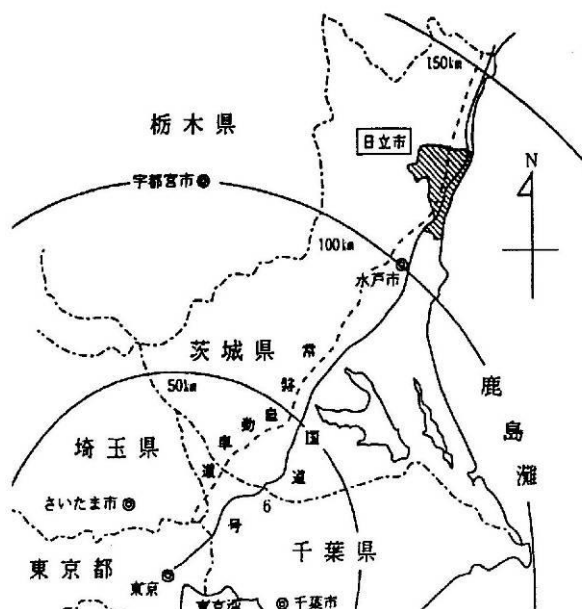 150km
栃木県
日立市
宇都宮市
N
100km
水戸市
茨城県
常磐自動車道
50km
鹿島灘
埼玉県
国道6号
さいたま市
千葉県
東京都
東京
東京湾
千葉市